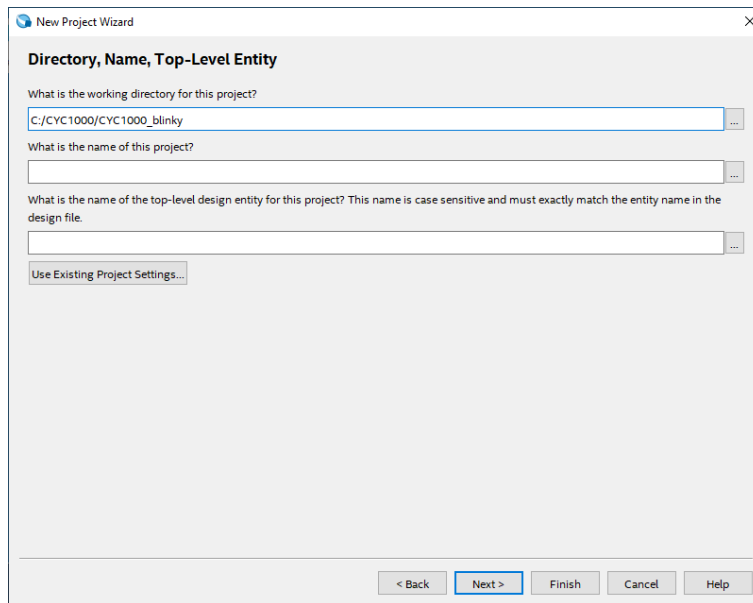 New Project Wizard
Directory, Name, Top-Level Entity
What is the working directory for this project?
C:/CYC1000/CYC1000_blinky
...
What is the name of this project?
...
What is the name of the top-level design entity for this project? This name is case sensitive and must exactly match the entity name in the
design file.
...
Use Existing Project Settings...
< Back
Next >
Finish
Cancel
Help